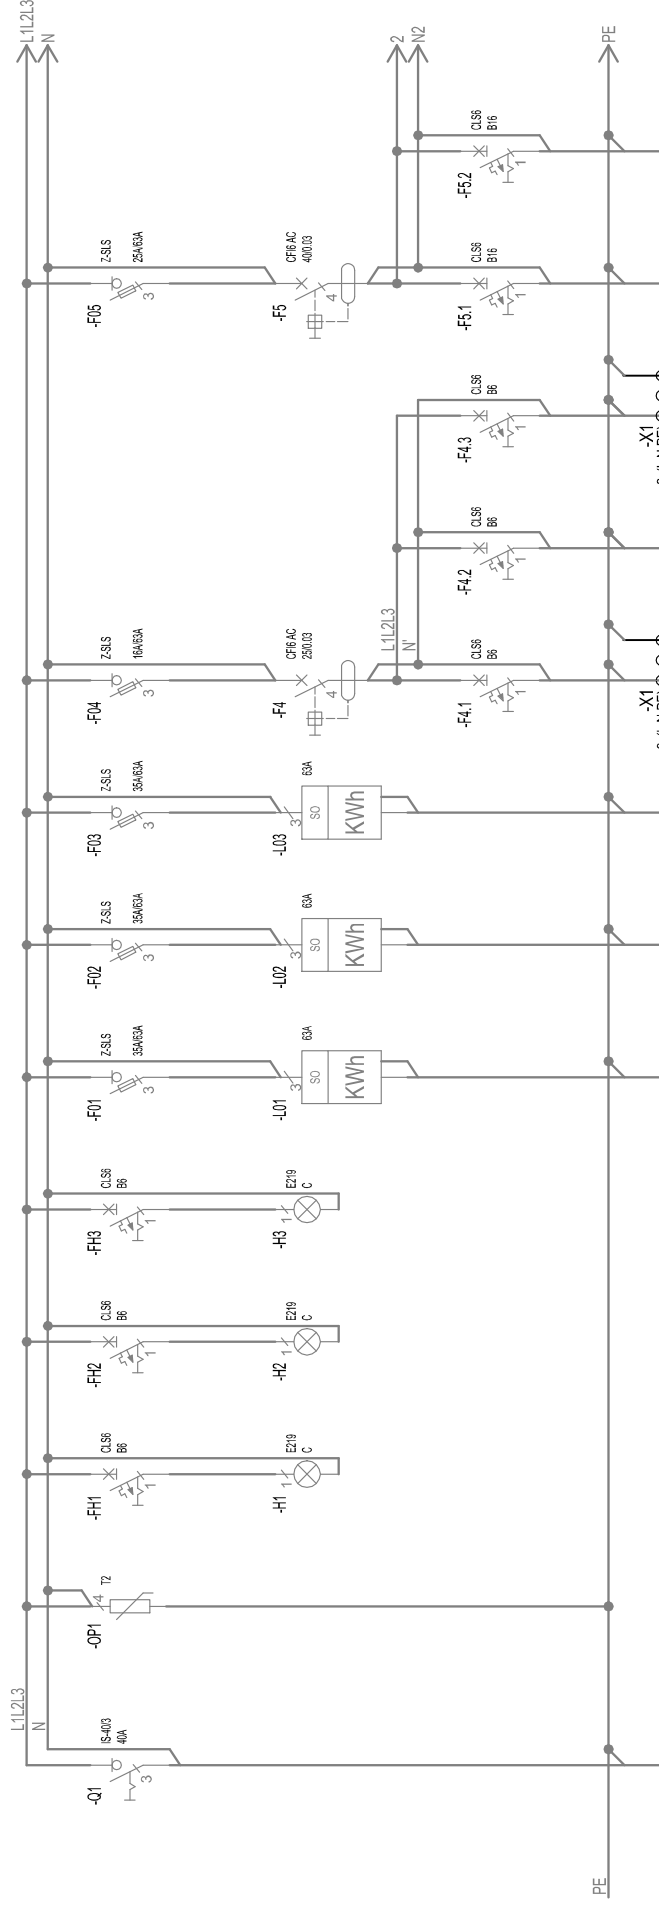 L1L2L3
N
PE
-Q1
IS-40/3
40A
3
-OP1
T2
4
-FH1
CLS6
B6
1
-H1
E219
C
1
-FH2
CLS6
B6
1
-H2
E219
C
1
-FH3
CLS6
B6
1
-H3
E219
C
1
-F01
Z-SLS
35A/63A
3
-L01
63A
3
SO
KWh
-F02
Z-SLS
35A/63A
3
-L02
63A
3
SO
KWh
-F03
Z-SLS
35A/63A
3
-L03
63A
3
SO
KWh
-F04
Z-SLS
16A/63A
3
-F4
CFI6 AC
25/0.03
4
L1L2L3
N'
-F4.1
CLS6
B6
1
-X1
-F4.2
CLS6
B6
1
-F4.3
CLS6
B6
1
-X1
-F05
Z-SLS
25A/63A
3
-F5
CFI6 AC
40/0.03
4
-F5.1
CLS6
B16
1
-F5.2
CLS6
B16
1
L1L2L3
N
2
N2
PE